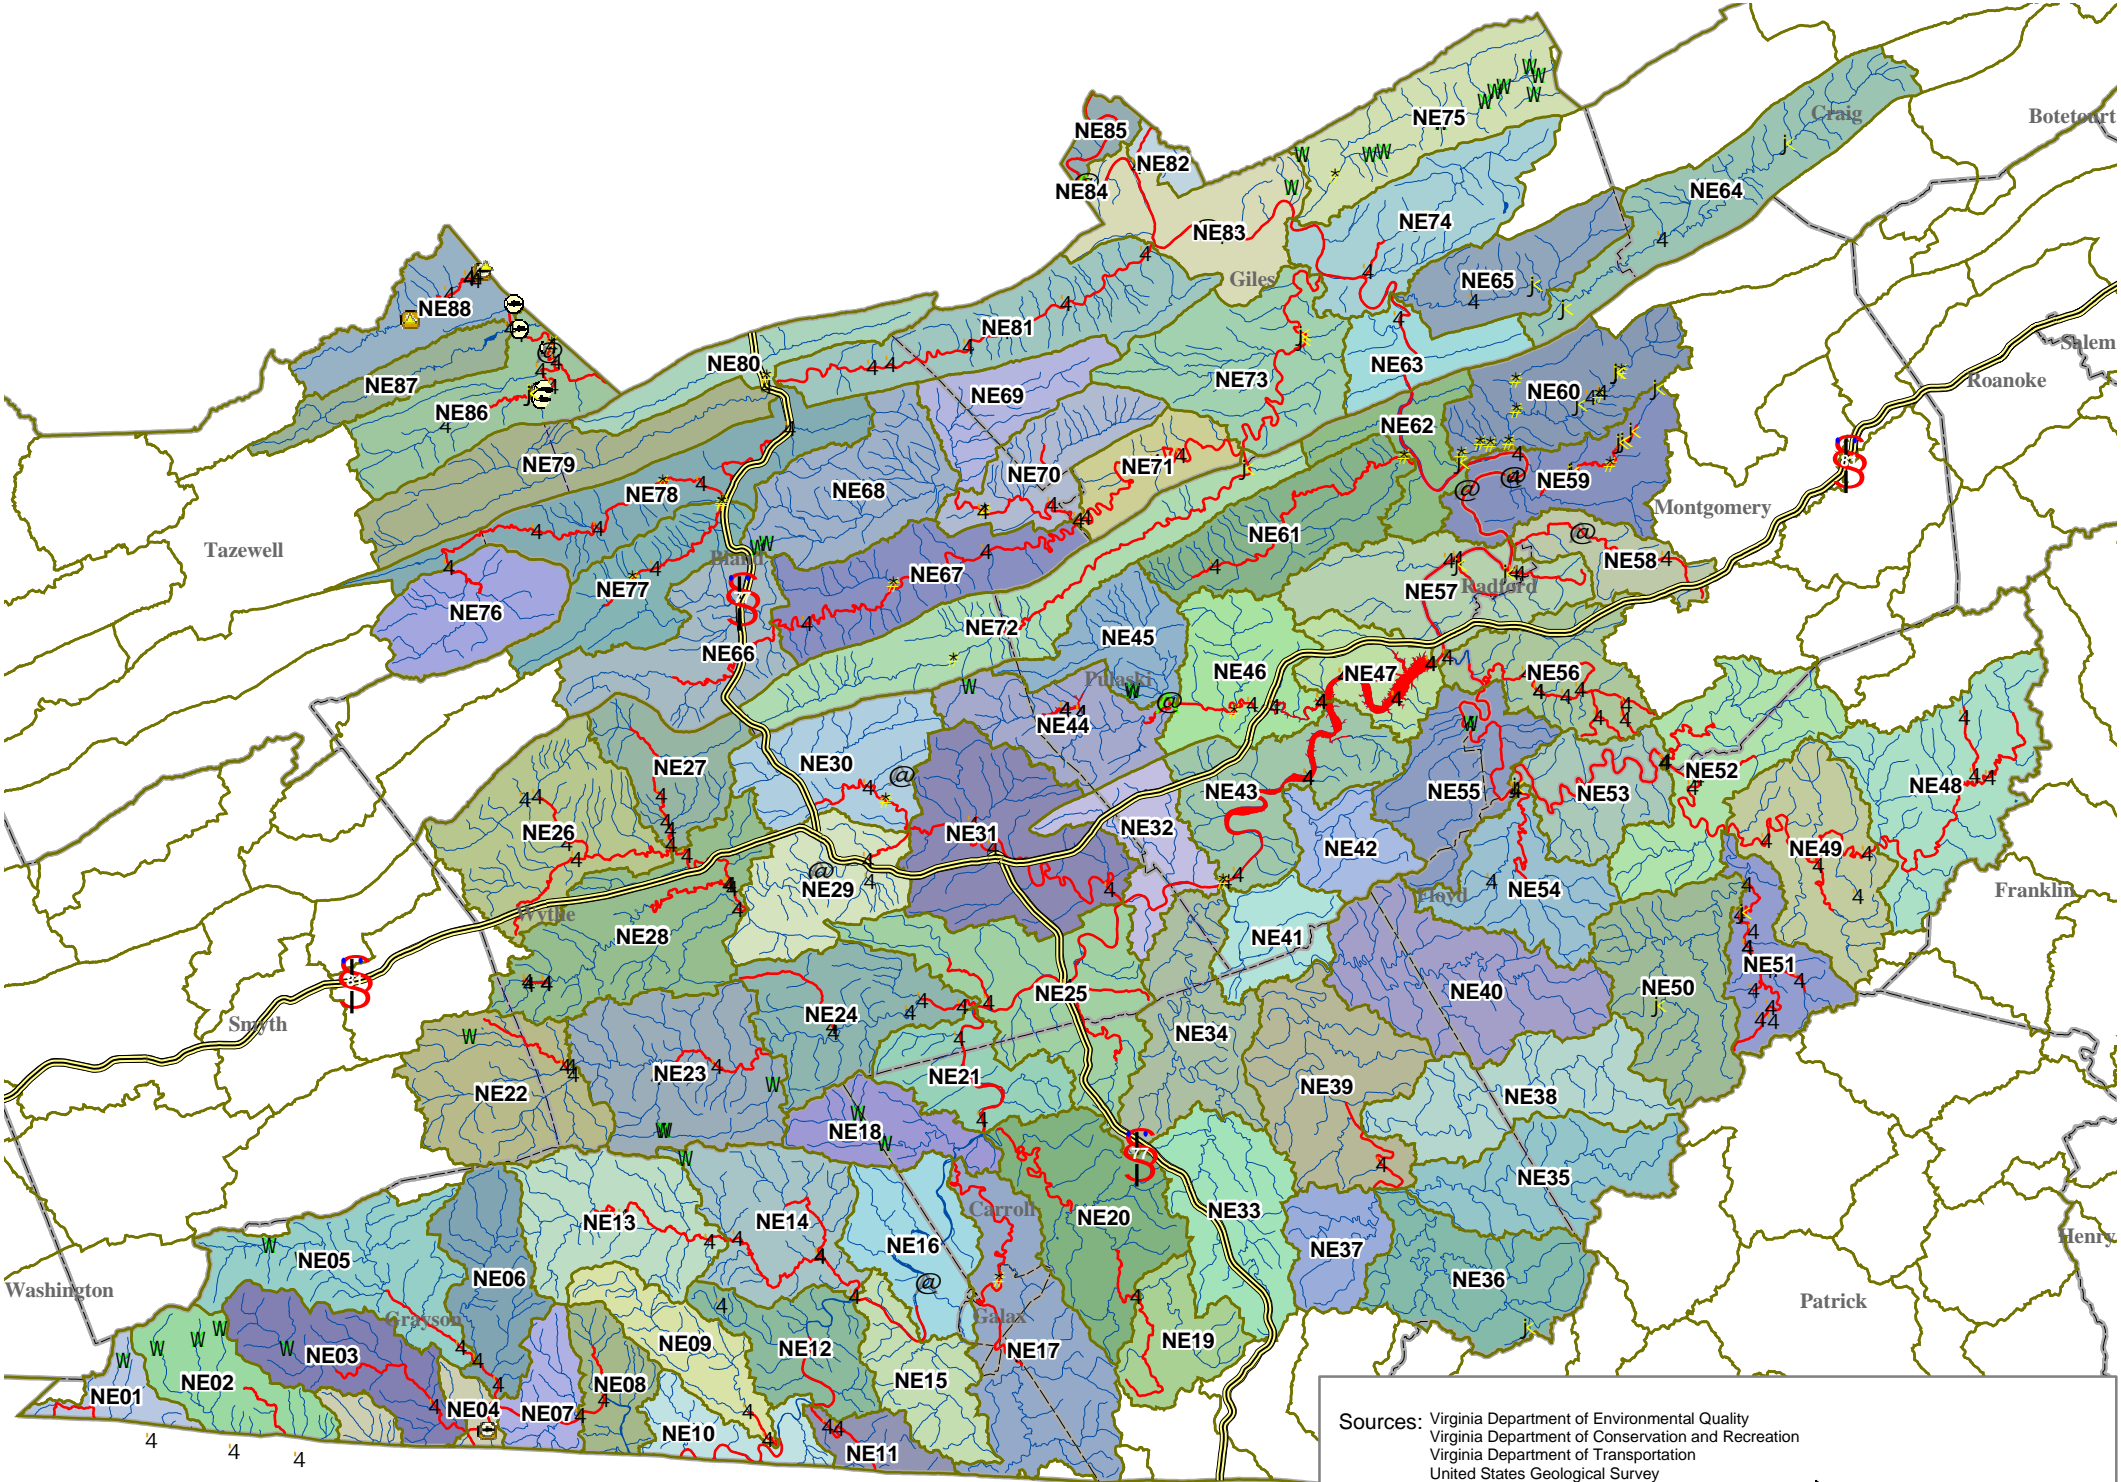 NE85
NE75
Craig
Botetourt
NE82
NE84
NE64
NE83
NE74
Giles
NE65
NE88
NE81
Salem
NE80
NE63
NE87
NE73
Roanoke
NE69
NE60
NE86
NE62
NE79
NE71
NE70
NE59
NE68
NE78
Montgomery
NE61
Tazewell
Bland
NE58
NE67
NE77
NE57
Radford
NE76
NE72
NE45
NE66
NE46
NE47
NE56
Pulaski
NE44
NE30
NE27
NE52
NE48
NE43
NE55
NE53
NE26
NE31
NE32
NE42
NE49
NE29
NE54
Franklin
Floyd
Wythe
NE28
NE41
NE51
81
NE25
NE40
NE50
NE24
Smyth
NE34
NE23
NE21
NE22
NE39
NE38
NE18
77
NE35
Carroll
NE33
NE13
NE14
NE20
NE16
Henry
NE37
NE05
NE06
NE36
Washington
Patrick
Grayson
Galax
NE19
NE09
NE12
NE17
NE03
NE15
NE02
NE08
NE01
NE04
NE07
NE10
NE11
Sources: Virginia Department of Environmental Quality
Virginia Department of Conservation and Recreation
Virginia Department of Transportation
United States Geological Survey